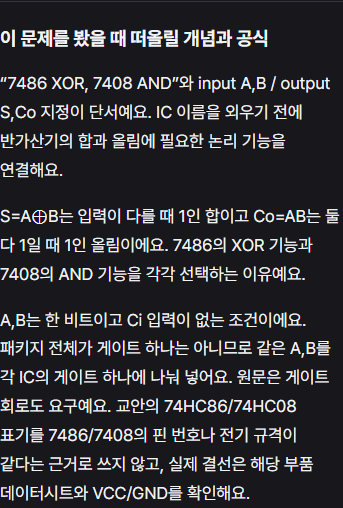 이 문제를 봤을 때 떠올릴 개념과 공식
“7486 XOR, 7408 AND”와 input A,B / output
S,Co 지정이 단서예요. IC 이름을 외우기 전에
반가산기의 합과 올림에 필요한 논리 기능을
연결해요.
S=A⊕B는 입력이 다를 때 1인 합이고 Co=AB는 둘
다 1일 때 1인 올림이에요. 7486의 XOR 기능과
7408의 AND 기능을 각각 선택하는 이유예요.
A,B는 한 비트이고 Ci 입력이 없는 조건이에요.
패키지 전체가 게이트 하나는 아니므로 같은 A,B를
각 IC의 게이트 하나에 나눠 넣어요. 원문은 게이트
회로도 요구예요. 교안의 74HC86/74HC08
표기를 7486/7408의 핀 번호나 전기 규격이
같다는 근거로 쓰지 않고, 실제 결선은 해당 부품
데이터시트와 VCC/GND를 확인해요.